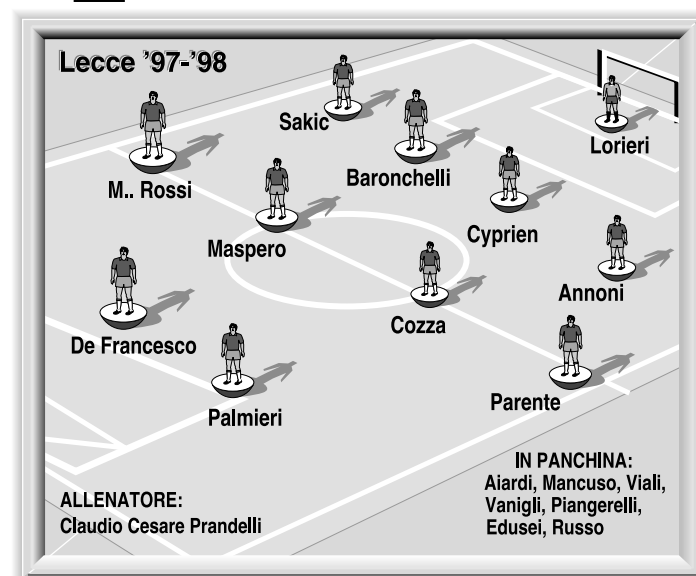 Lecce '97-'98
Sakic
Lorieri
M.. Rossi
Baronchelli
Maspero
Cyprien
Annoni
Cozza
De Francesco
Palmieri
Parente
ALLENATORE:
Claudio Cesare Prandelli
IN PANCHINA:
Aiardi, Mancuso, Viali,
Vanigli, Piangerelli,
Edusei, Russo